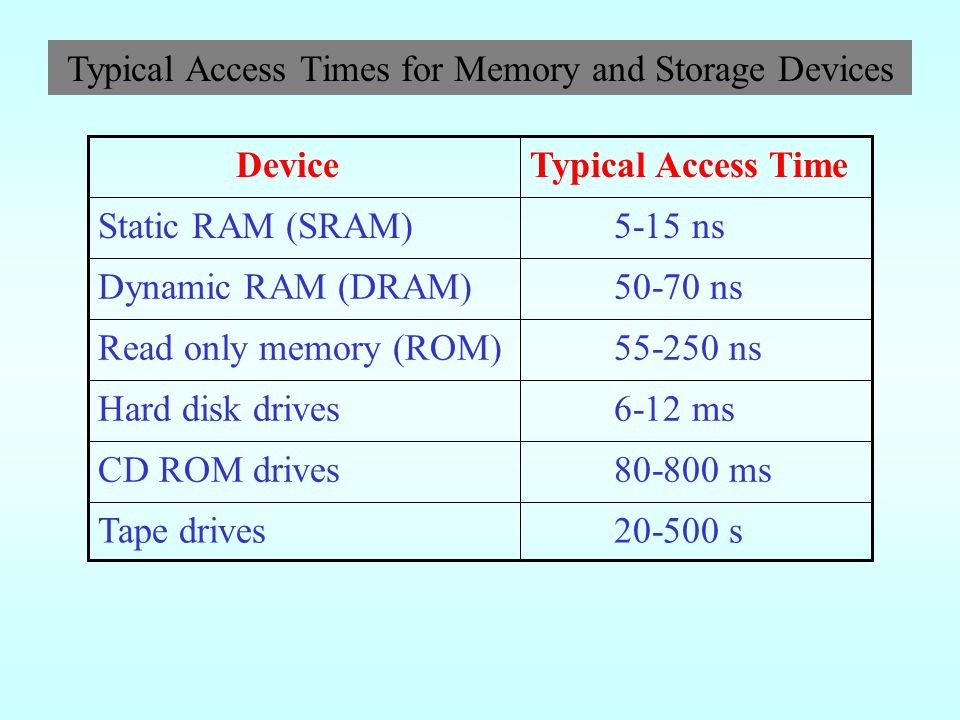 Typical Access Times for Memory and Storage Devices
Device Typical Access Time
Static RAM (SRAM) 5-15 ns
Dynamic RAM (DRAM) 50-70 ns
Read only memory (ROM) 55-250 ns
Hard disk drives 6-12 ms
CD ROM drives 80-800 ms
Tape drives 20-500 s